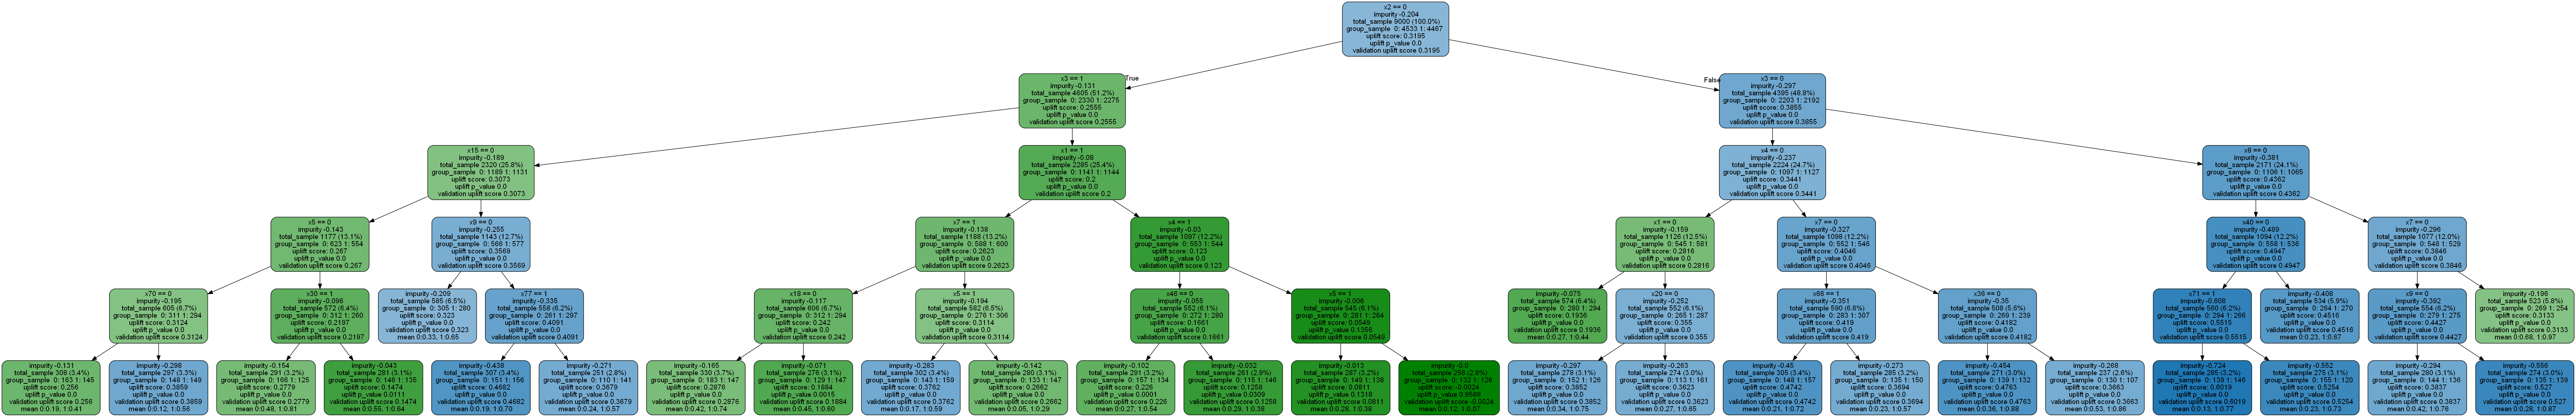 x2 == 0
impurity -0.204
total_sample 9000 (100.0%)
group_sample 0: 4533 1: 4467
uplift score: 0.3195
uplift p_value 0.0
validation uplift score 0.3195
True
False
x3 == 1
impurity -0.131
total_sample 4605 (51.2%)
group_sample 0: 2330 1: 2275
uplift score: 0.2555
uplift p_value 0.0
validation uplift score 0.2555
x3 == 0
impurity -0.297
total_sample 4395 (48.8%)
group_sample 0: 2203 1: 2192
uplift score: 0.3855
uplift p_value 0.0
validation uplift score 0.3855
x15 == 0
impurity -0.189
total_sample 2320 (25.8%)
group_sample 0: 1189 1: 1131
uplift score: 0.3073
uplift p_value 0.0
validation uplift score 0.3073
x1 == 1
impurity -0.08
total_sample 2285 (25.4%)
group_sample 0: 1141 1: 1144
uplift score: 0.2
uplift p_value 0.0
validation uplift score 0.2
x4 == 0
impurity -0.237
total_sample 2224 (24.7%)
group_sample 0: 1097 1: 1127
uplift score: 0.3441
uplift p_value 0.0
validation uplift score 0.3441
x8 == 0
impurity -0.381
total_sample 2171 (24.1%)
group_sample 0: 1106 1: 1065
uplift score: 0.4362
uplift p_value 0.0
validation uplift score 0.4362
x5 == 0
impurity -0.143
total_sample 1177 (13.1%)
group_sample 0: 623 1: 554
uplift score: 0.267
uplift p_value 0.0
validation uplift score 0.267
x9 == 0
impurity -0.255
total_sample 1143 (12.7%)
group_sample 0: 566 1: 577
uplift score: 0.3569
uplift p_value 0.0
validation uplift score 0.3569
x7 == 1
impurity -0.138
total_sample 1188 (13.2%)
group_sample 0: 588 1: 600
uplift score: 0.2623
uplift p_value 0.0
validation uplift score 0.2623
x4 == 1
impurity -0.03
total_sample 1097 (12.2%)
group_sample 0: 553 1: 544
uplift score: 0.123
uplift p_value 0.0
validation uplift score 0.123
x1 == 0
impurity -0.159
total_sample 1126 (12.5%)
group_sample 0: 545 1: 581
uplift score: 0.2816
uplift p_value 0.0
validation uplift score 0.2816
x7 == 0
impurity -0.327
total_sample 1098 (12.2%)
group_sample 0: 552 1: 546
uplift score: 0.4046
uplift p_value 0.0
validation uplift score 0.4046
x40 == 0
impurity -0.489
total_sample 1094 (12.2%)
group_sample 0: 558 1: 536
uplift score: 0.4947
uplift p_value 0.0
validation uplift score 0.4947
x7 == 0
impurity -0.296
total_sample 1077 (12.0%)
group_sample 0: 548 1: 529
uplift score: 0.3846
uplift p_value 0.0
validation uplift score 0.3846
x70 == 0
impurity -0.195
total_sample 605 (6.7%)
group_sample 0: 311 1: 294
uplift score: 0.3124
uplift p_value 0.0
validation uplift score 0.3124
x30 == 1
impurity -0.096
total_sample 572 (6.4%)
group_sample 0: 312 1: 260
uplift score: 0.2197
uplift p_value 0.0
validation uplift score 0.2197
impurity -0.209
total_sample 585 (6.5%)
group_sample 0: 305 1: 280
uplift score: 0.323
uplift p_value 0.0
validation uplift score 0.323
mean 0:0.33, 1:0.65
x77 == 1
impurity -0.335
total_sample 558 (6.2%)
group_sample 0: 261 1: 297
uplift score: 0.4091
uplift p_value 0.0
validation uplift score 0.4091
x18 == 0
impurity -0.117
total_sample 606 (6.7%)
group_sample 0: 312 1: 294
uplift score: 0.242
uplift p_value 0.0
validation uplift score 0.242
x5 == 1
impurity -0.194
total_sample 582 (6.5%)
group_sample 0: 276 1: 306
uplift score: 0.3114
uplift p_value 0.0
validation uplift score 0.3114
x46 == 0
impurity -0.055
total_sample 552 (6.1%)
group_sample 0: 272 1: 280
uplift score: 0.1661
uplift p_value 0.0
validation uplift score 0.1661
x5 == 1
impurity -0.006
total_sample 545 (6.1%)
group_sample 0: 281 1: 264
uplift score: 0.0549
uplift p_value 0.1356
validation uplift score 0.0549
impurity -0.075
total_sample 574 (6.4%)
group_sample 0: 280 1: 294
uplift score: 0.1936
uplift p_value 0.0
validation uplift score 0.1936
mean 0:0.27, 1:0.44
x20 == 0
impurity -0.252
total_sample 552 (6.1%)
group_sample 0: 265 1: 287
uplift score: 0.355
uplift p_value 0.0
validation uplift score 0.355
x66 == 1
impurity -0.351
total_sample 590 (6.6%)
group_sample 0: 283 1: 307
uplift score: 0.419
uplift p_value 0.0
validation uplift score 0.419
x36 == 0
impurity -0.35
total_sample 508 (5.6%)
group_sample 0: 269 1: 239
uplift score: 0.4182
uplift p_value 0.0
validation uplift score 0.4182
x71 == 1
impurity -0.608
total_sample 560 (6.2%)
group_sample 0: 294 1: 266
uplift score: 0.5515
uplift p_value 0.0
validation uplift score 0.5515
impurity -0.408
total_sample 534 (5.9%)
group_sample 0: 264 1: 270
uplift score: 0.4516
uplift p_value 0.0
validation uplift score 0.4516
mean 0:0.23, 1:0.67
x9 == 0
impurity -0.392
total_sample 554 (6.2%)
group_sample 0: 279 1: 275
uplift score: 0.4427
uplift p_value 0.0
validation uplift score 0.4427
impurity -0.196
total_sample 523 (5.8%)
group_sample 0: 269 1: 254
uplift score: 0.3133
uplift p_value 0.0
validation uplift score 0.3133
mean 0:0.68, 1:0.97
impurity -0.131
total_sample 308 (3.4%)
group_sample 0: 163 1: 145
uplift score: 0.256
uplift p_value 0.0
validation uplift score 0.256
mean 0:0.19, 1:0.41
impurity -0.298
total_sample 297 (3.3%)
group_sample 0: 148 1: 149
uplift score: 0.3859
uplift p_value 0.0
validation uplift score 0.3859
mean 0:0.12, 1:0.56
impurity -0.154
total_sample 291 (3.2%)
group_sample 0: 166 1: 125
uplift score: 0.2779
uplift p_value 0.0
validation uplift score 0.2779
mean 0:0.48, 1:0.81
impurity -0.043
total_sample 281 (3.1%)
group_sample 0: 146 1: 135
uplift score: 0.1474
uplift p_value 0.0111
validation uplift score 0.1474
mean 0:0.55, 1:0.64
impurity -0.438
total_sample 307 (3.4%)
group_sample 0: 151 1: 156
uplift score: 0.4682
uplift p_value 0.0
validation uplift score 0.4682
mean 0:0.19, 1:0.70
impurity -0.271
total_sample 251 (2.8%)
group_sample 0: 110 1: 141
uplift score: 0.3679
uplift p_value 0.0
validation uplift score 0.3679
mean 0:0.24, 1:0.57
impurity -0.165
total_sample 330 (3.7%)
group_sample 0: 183 1: 147
uplift score: 0.2876
uplift p_value 0.0
validation uplift score 0.2876
mean 0:0.42, 1:0.74
impurity -0.071
total_sample 276 (3.1%)
group_sample 0: 129 1: 147
uplift score: 0.1884
uplift p_value 0.0015
validation uplift score 0.1884
mean 0:0.45, 1:0.60
impurity -0.283
total_sample 302 (3.4%)
group_sample 0: 143 1: 159
uplift score: 0.3762
uplift p_value 0.0
validation uplift score 0.3762
mean 0:0.17, 1:0.59
impurity -0.142
total_sample 280 (3.1%)
group_sample 0: 133 1: 147
uplift score: 0.2662
uplift p_value 0.0
validation uplift score 0.2662
mean 0:0.05, 1:0.29
impurity -0.102
total_sample 291 (3.2%)
group_sample 0: 157 1: 134
uplift score: 0.226
uplift p_value 0.0001
validation uplift score 0.226
mean 0:0.27, 1:0.54
impurity -0.032
total_sample 261 (2.9%)
group_sample 0: 115 1: 146
uplift score: 0.1258
uplift p_value 0.0309
validation uplift score 0.1258
mean 0:0.29, 1:0.38
impurity -0.013
total_sample 287 (3.2%)
group_sample 0: 149 1: 138
uplift score: 0.0811
uplift p_value 0.1318
validation uplift score 0.0811
mean 0:0.28, 1:0.39
impurity -0.0
total_sample 258 (2.9%)
group_sample 0: 132 1: 126
uplift score: -0.0024
uplift p_value 0.9588
validation uplift score -0.0024
mean 0:0.12, 1:0.07
impurity -0.297
total_sample 278 (3.1%)
group_sample 0: 152 1: 126
uplift score: 0.3852
uplift p_value 0.0
validation uplift score 0.3852
mean 0:0.34, 1:0.75
impurity -0.263
total_sample 274 (3.0%)
group_sample 0: 113 1: 161
uplift score: 0.3623
uplift p_value 0.0
validation uplift score 0.3623
mean 0:0.27, 1:0.65
impurity -0.45
total_sample 305 (3.4%)
group_sample 0: 148 1: 157
uplift score: 0.4742
uplift p_value 0.0
validation uplift score 0.4742
mean 0:0.21, 1:0.72
impurity -0.273
total_sample 285 (3.2%)
group_sample 0: 135 1: 150
uplift score: 0.3694
uplift p_value 0.0
validation uplift score 0.3694
mean 0:0.23, 1:0.57
impurity -0.454
total_sample 271 (3.0%)
group_sample 0: 139 1: 132
uplift score: 0.4763
uplift p_value 0.0
validation uplift score 0.4763
mean 0:0.36, 1:0.88
impurity -0.268
total_sample 237 (2.6%)
group_sample 0: 130 1: 107
uplift score: 0.3663
uplift p_value 0.0
validation uplift score 0.3663
mean 0:0.53, 1:0.86
impurity -0.724
total_sample 285 (3.2%)
group_sample 0: 139 1: 146
uplift score: 0.6019
uplift p_value 0.0
validation uplift score 0.6019
mean 0:0.13, 1:0.77
impurity -0.552
total_sample 275 (3.1%)
group_sample 0: 155 1: 120
uplift score: 0.5254
uplift p_value 0.0
validation uplift score 0.5254
mean 0:0.23, 1:0.73
impurity -0.294
total_sample 280 (3.1%)
group_sample 0: 144 1: 136
uplift score: 0.3837
uplift p_value 0.0
validation uplift score 0.3837
mean 0:0.42, 1:0.76
impurity -0.556
total_sample 274 (3.0%)
group_sample 0: 135 1: 139
uplift score: 0.527
uplift p_value 0.0
validation uplift score 0.527
mean 0:0.28, 1:0.87